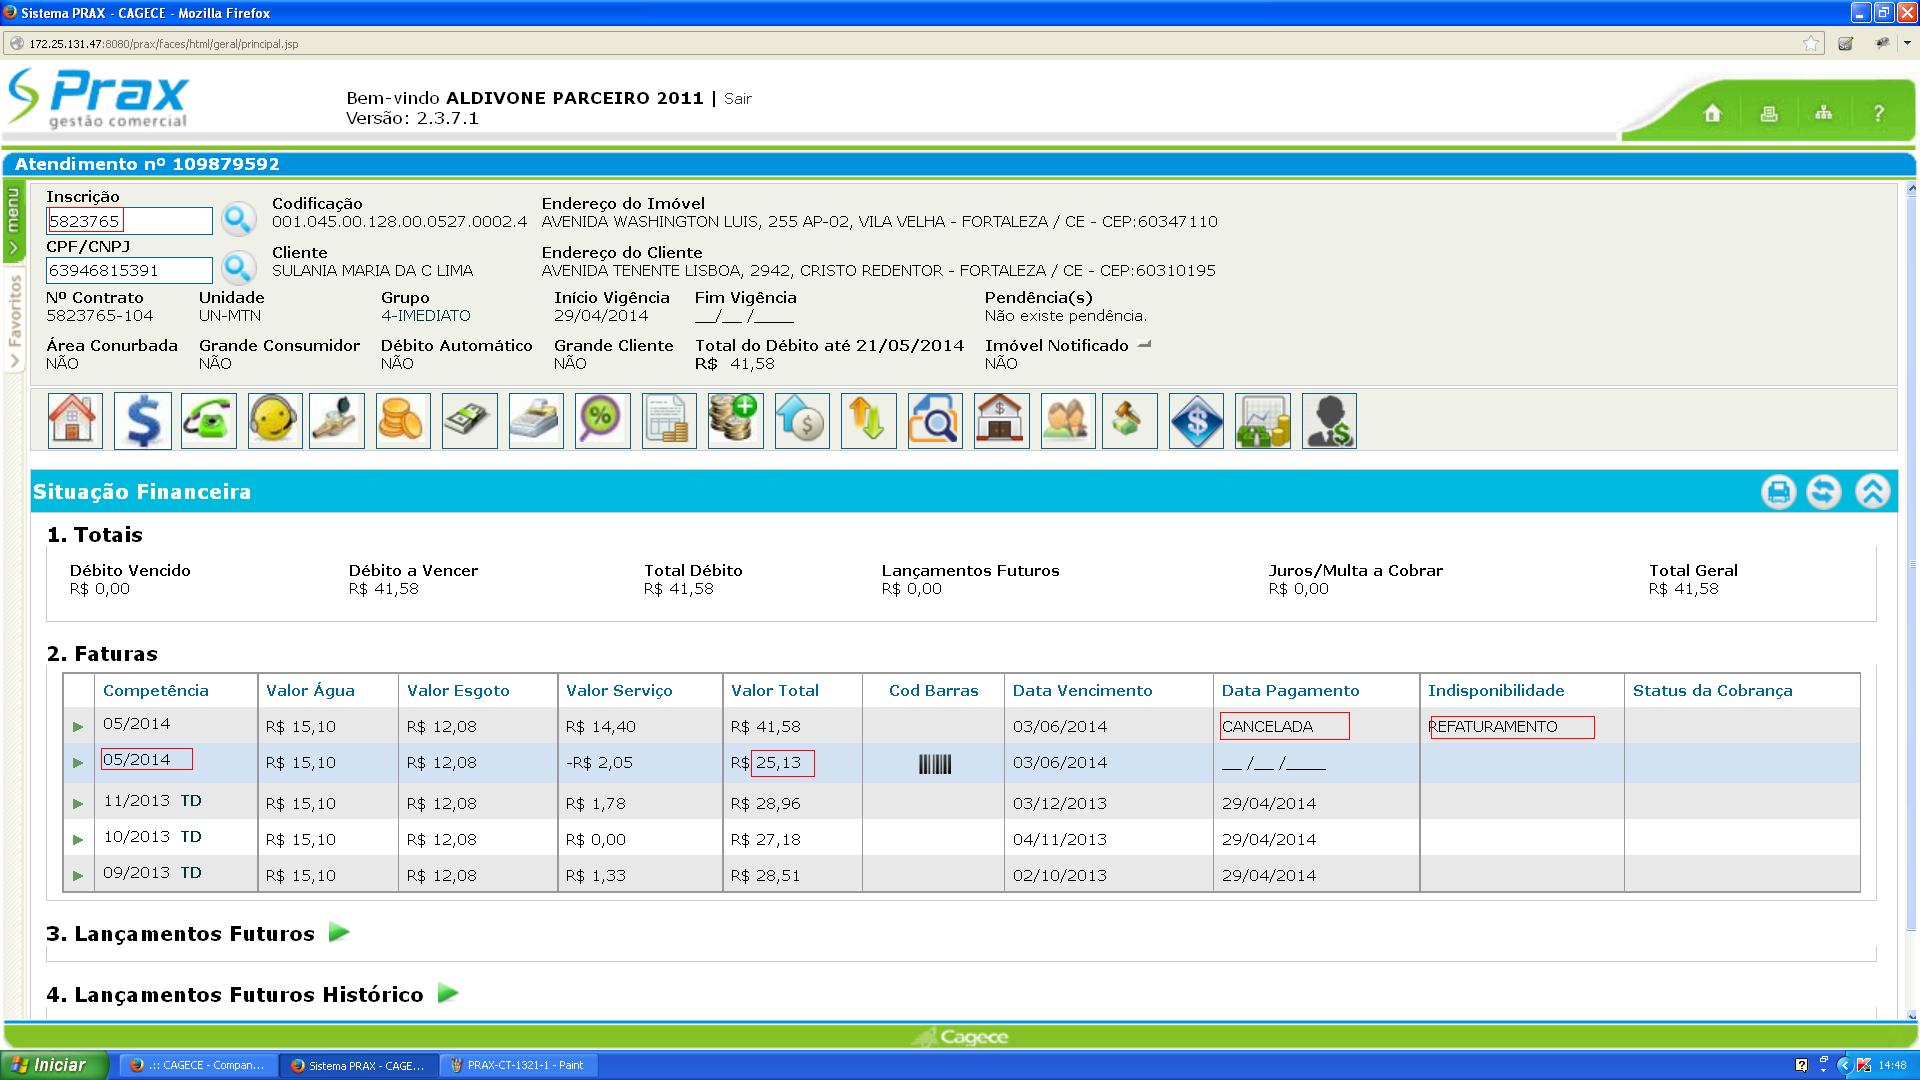 Sistema PRAX - CAGECE - Mozilla Firefox
172.25.131.47:8080/prax/faces/html/geral/principal.jsp
Prax
gestão comercial
Bem-vindo ALDIVONE PARCEIRO 2011 | Sair
Versão: 2.3.7.1
?
Atendimento nº 109879592
menu
Favoritos
Inscrição
5823765
Codificação
001.045.00.128.00.0527.0002.4
Endereço do Imóvel
AVENIDA WASHINGTON LUIS, 255 AP-02, VILA VELHA - FORTALEZA / CE - CEP:60347110
CPF/CNPJ
63946815391
Cliente
SULANIA MARIA DA C LIMA
Endereço do Cliente
AVENIDA TENENTE LISBOA, 2942, CRISTO REDENTOR - FORTALEZA / CE - CEP:60310195
Nº Contrato Unidade Grupo Início Vigência Fim Vigência Pendência(s)
5823765-104 UN-MTN 4-IMEDIATO 29/04/2014 __/__ /____ Não existe pendência.
Área Conurbada Grande Consumidor Débito Automático Grande Cliente Total do Débito até 21/05/2014 Imóvel Notificado
NÃO NÃO NÃO NÃO R$ 41,58 NÃO
Situação Financeira
1. Totais
Débito Vencido Débito a Vencer Total Débito Lançamentos Futuros Juros/Multa a Cobrar Total Geral
R$ 0,00 R$ 41,58 R$ 41,58 R$ 0,00 R$ 0,00 R$ 41,58
2. Faturas
Competência Valor Água Valor Esgoto Valor Serviço Valor Total Cod Barras Data Vencimento Data Pagamento Indisponibilidade Status da Cobrança
05/2014 R$ 15,10 R$ 12,08 R$ 14,40 R$ 41,58 03/06/2014 CANCELADA REFATURAMENTO
05/2014 R$ 15,10 R$ 12,08 -R$ 2,05 R$ 25,13 03/06/2014 __ /__ /____
11/2013 TD R$ 15,10 R$ 12,08 R$ 1,78 R$ 28,96 03/12/2013 29/04/2014
10/2013 TD R$ 15,10 R$ 12,08 R$ 0,00 R$ 27,18 04/11/2013 29/04/2014
09/2013 TD R$ 15,10 R$ 12,08 R$ 1,33 R$ 28,51 02/10/2013 29/04/2014
3. Lançamentos Futuros
4. Lançamentos Futuros Histórico
Cagece
Iniciar .:: CAGECE - Compan... Sistema PRAX - CAGE... PRAX-CT-1321-1 - Paint 14:48